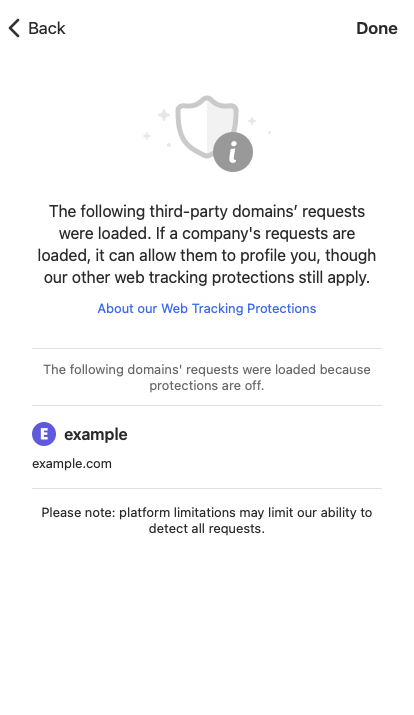 Back
Done
The following third-party domains’ requests
were loaded. If a company's requests are
loaded, it can allow them to profile you, though
our other web tracking protections still apply.
About our Web Tracking Protections
The following domains' requests were loaded because
protections are off.
E example
example.com
Please note: platform limitations may limit our ability to
detect all requests.